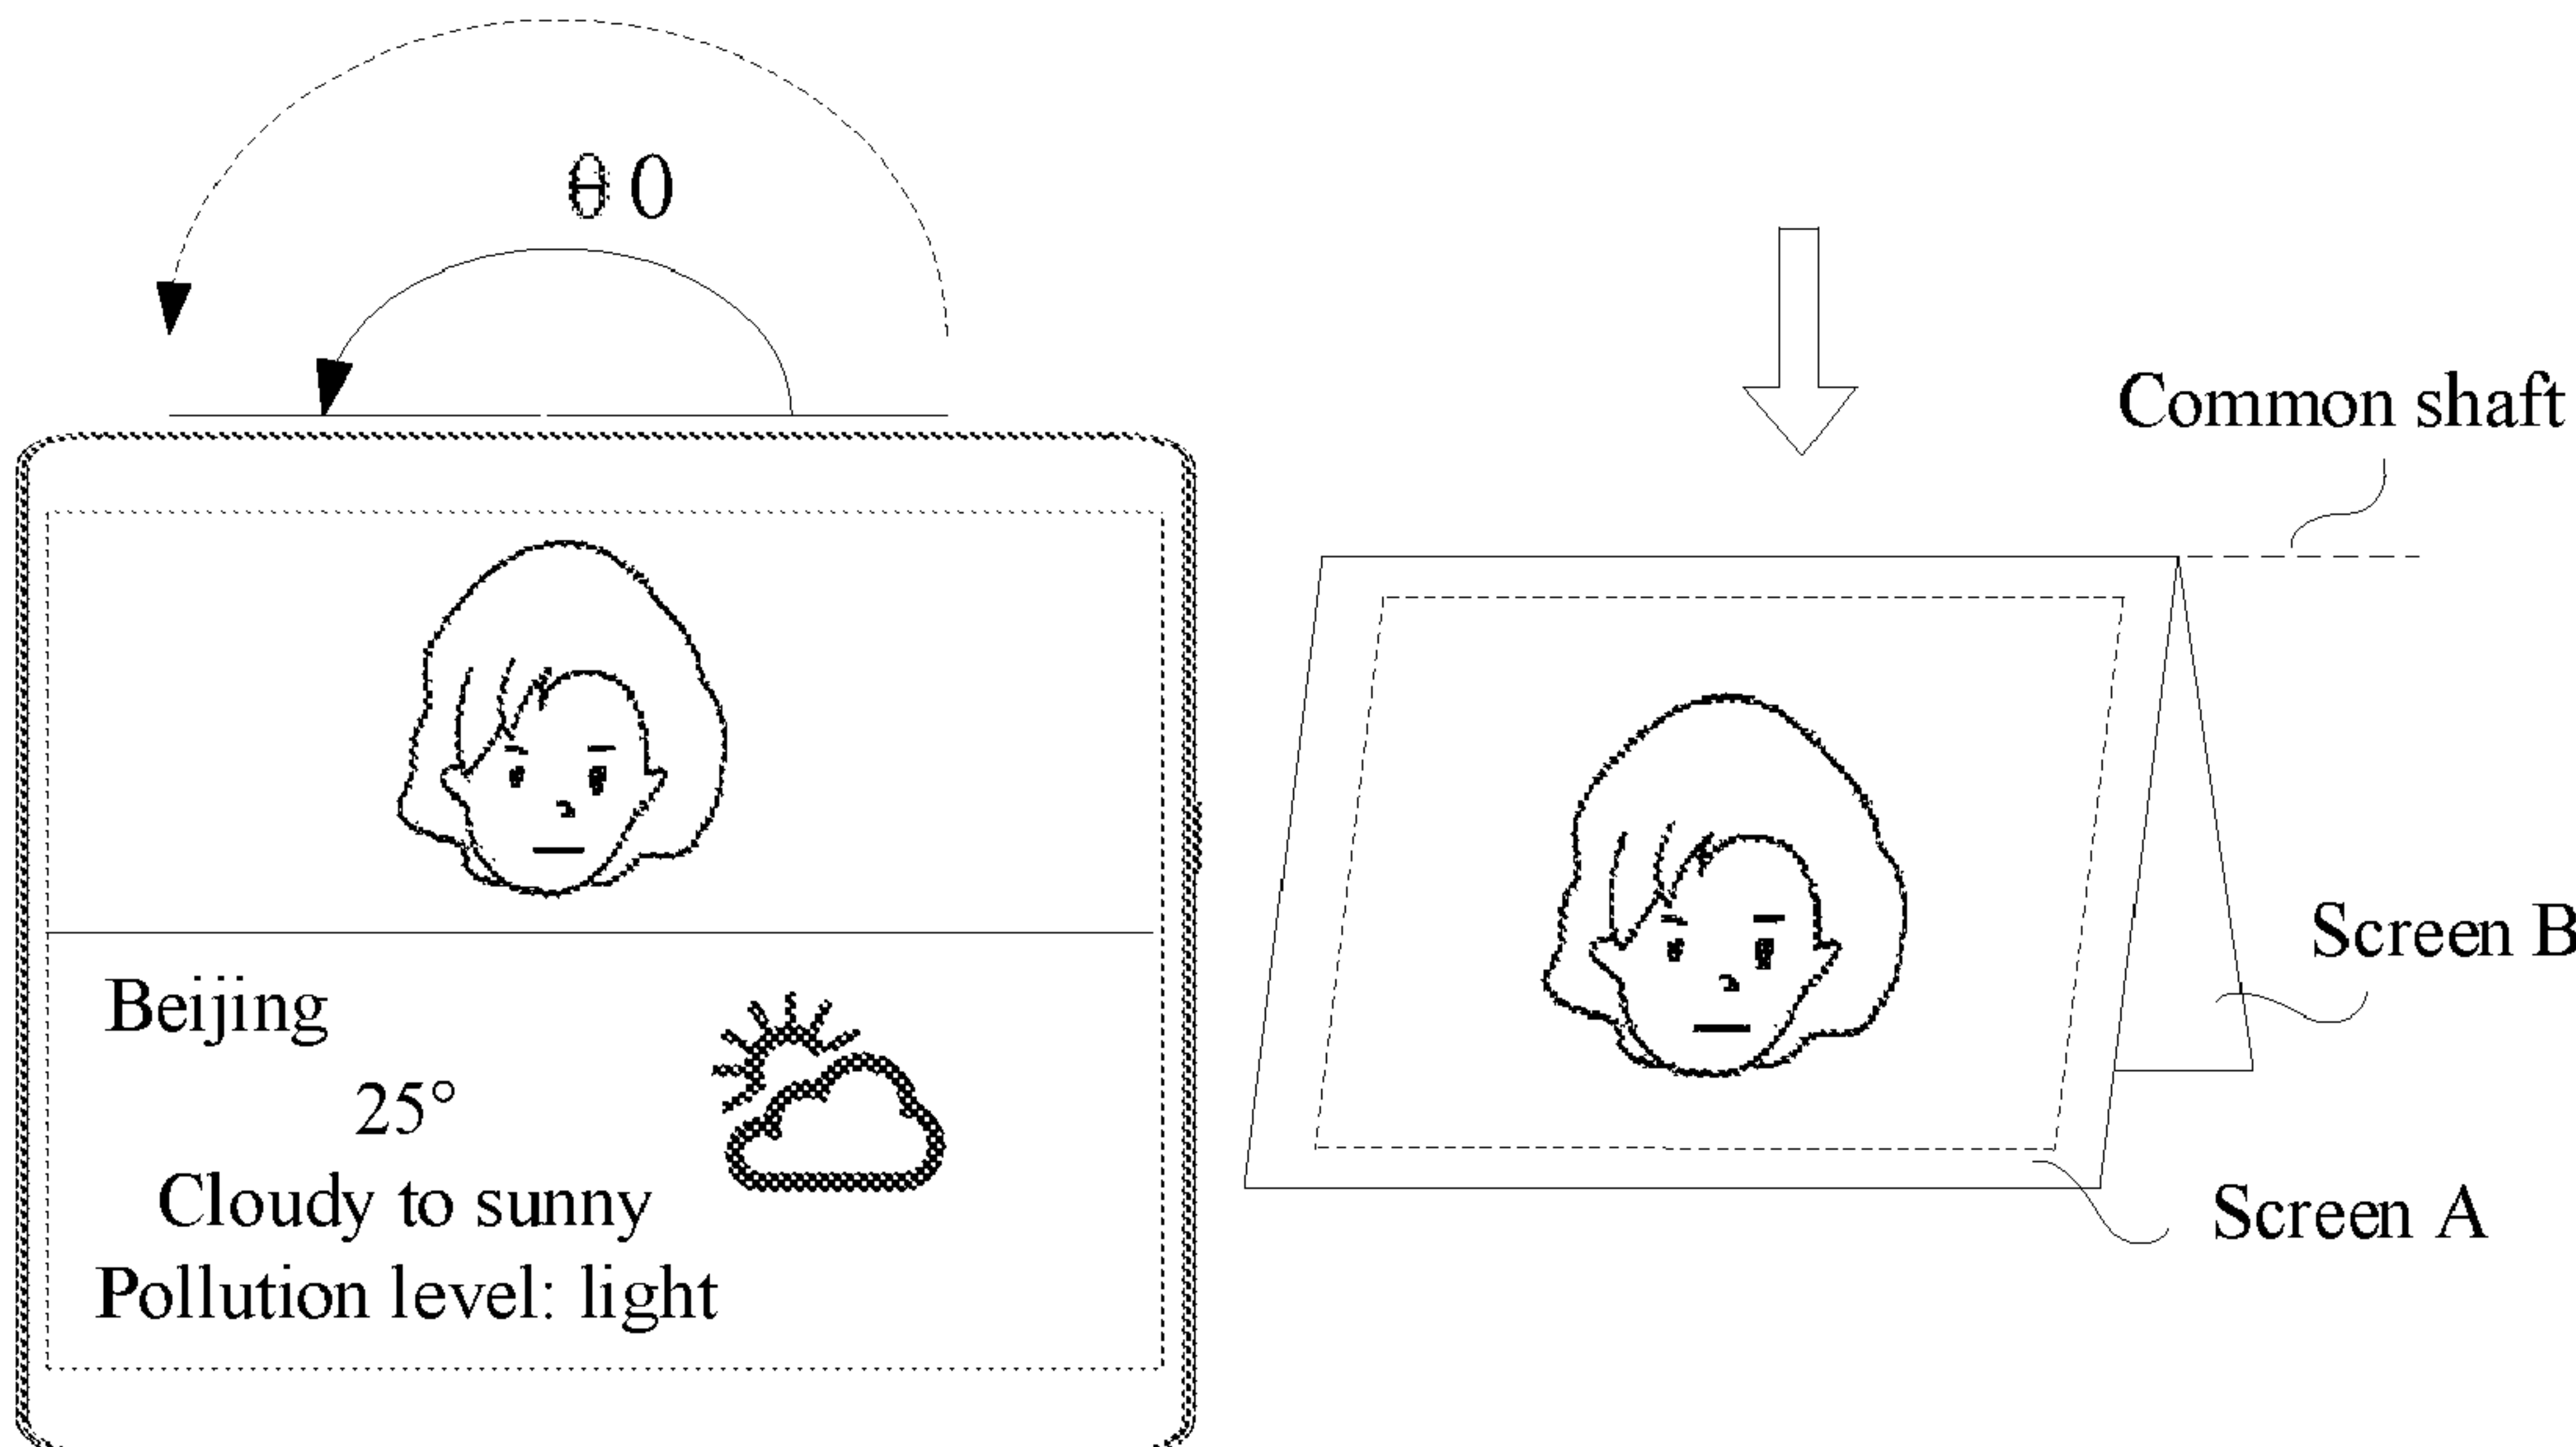 θ0
Common shaft
Beijing
25°
Cloudy to sunny
Pollution level: light
Screen B
Screen A